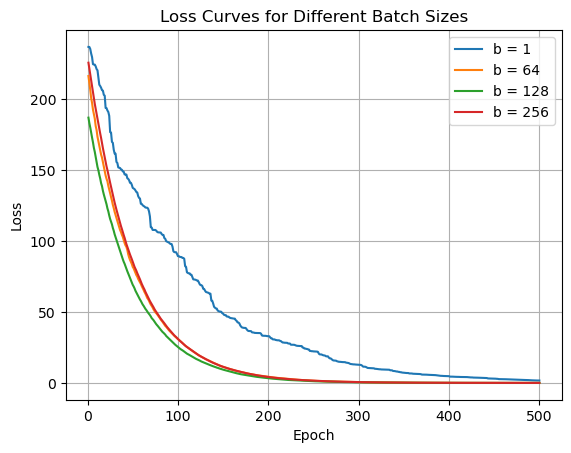 Loss Curves for Different Batch Sizes
b = 1
b = 64
b = 128
b = 256
Loss
200
150
100
50
0
0 100 200 300 400 500
Epoch